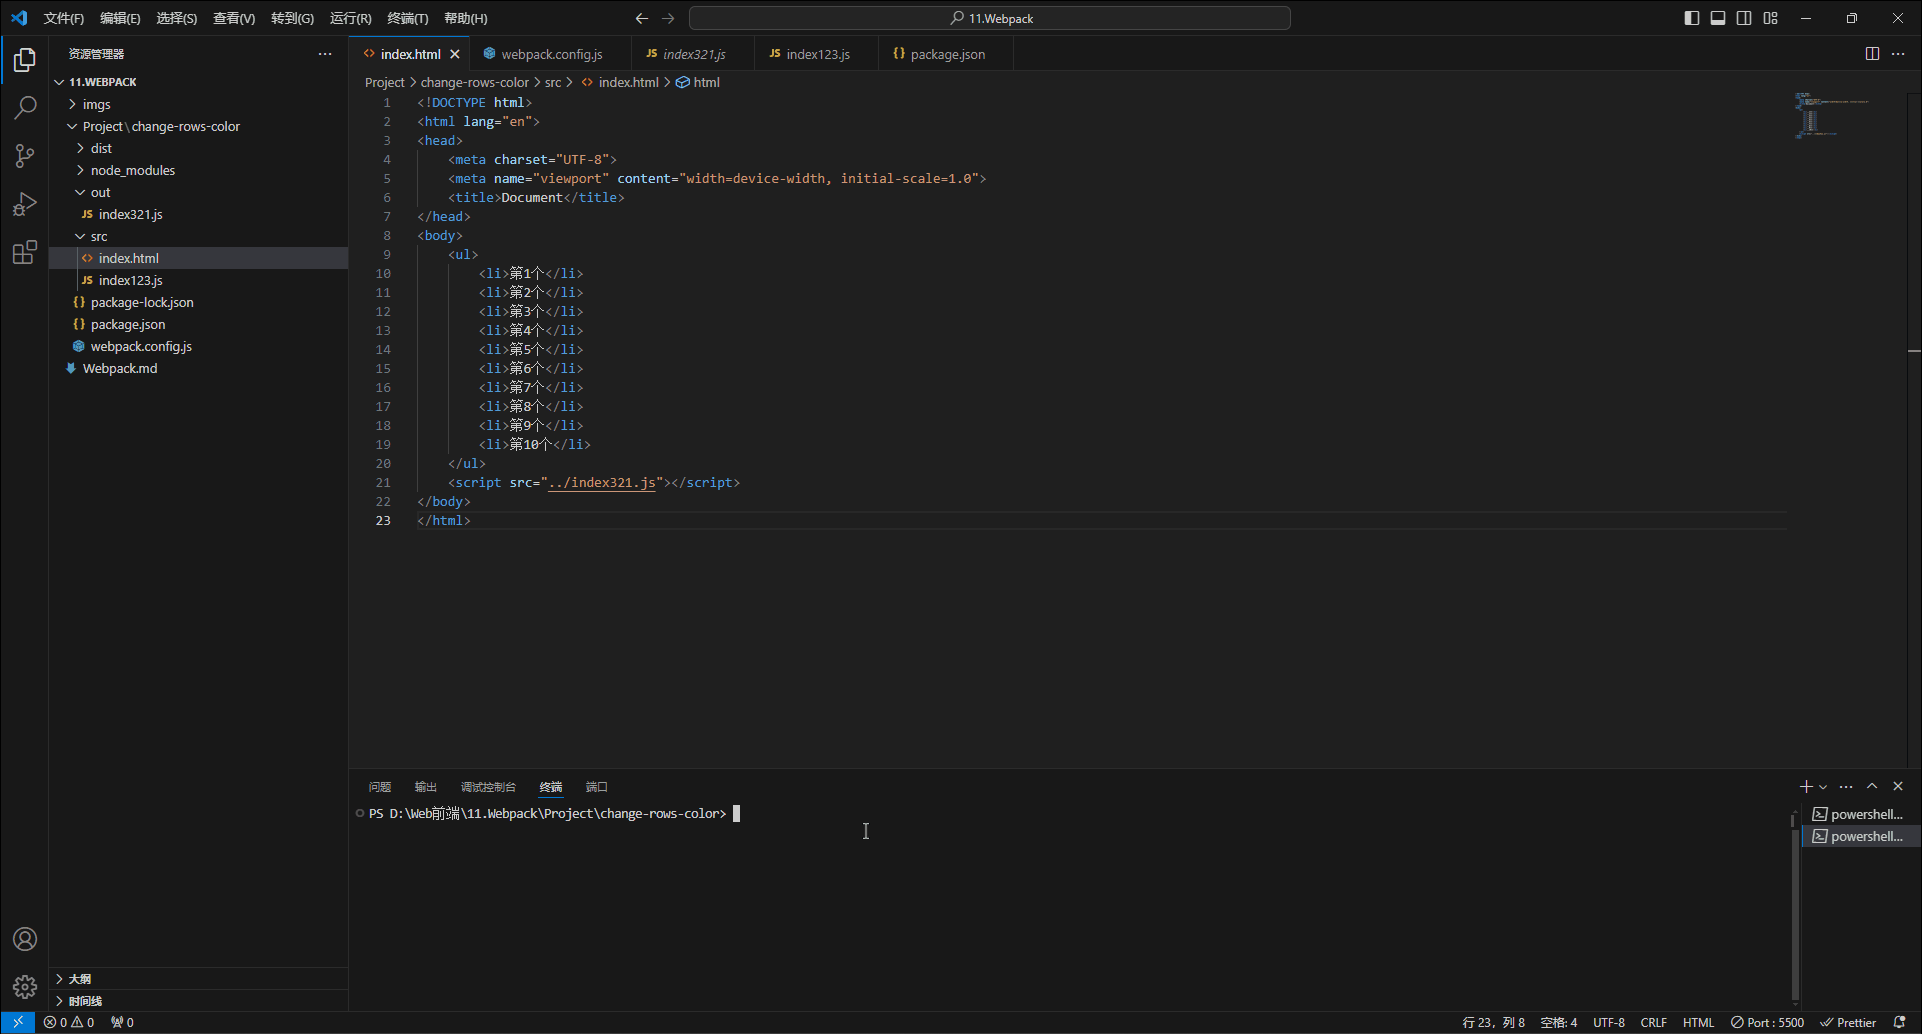 文件(F) 编辑(E) 选择(S) 查看(V) 转到(G) 运行(R) 终端(T) 帮助(H) 11.Webpack
资源管理器
11.WEBPACK
imgs
Project\change-rows-color
dist
node_modules
out
JS index321.js
src
<> index.html
JS index123.js
{} package-lock.json
{} package.json
webpack.config.js
Webpack.md
大纲
时间线
<> index.html webpack.config.js JS index321.js JS index123.js {} package.json
Project > change-rows-color > src > <> index.html > html
1 <!DOCTYPE html>
2 <html lang="en">
3 <head>
4 <meta charset="UTF-8">
5 <meta name="viewport" content="width=device-width, initial-scale=1.0">
6 <title>Document</title>
7 </head>
8 <body>
9 <ul>
10 <li>第1个</li>
11 <li>第2个</li>
12 <li>第3个</li>
13 <li>第4个</li>
14 <li>第5个</li>
15 <li>第6个</li>
16 <li>第7个</li>
17 <li>第8个</li>
18 <li>第9个</li>
19 <li>第10个</li>
20 </ul>
21 <script src="../index321.js"></script>
22 </body>
23 </html>
问题 输出 调试控制台 终端 端口
PS D:\Web前端\11.Webpack\Project\change-rows-color>
powershell...
powershell...
0 0 0 行 23，列 8 空格: 4 UTF-8 CRLF HTML Port : 5500 Prettier